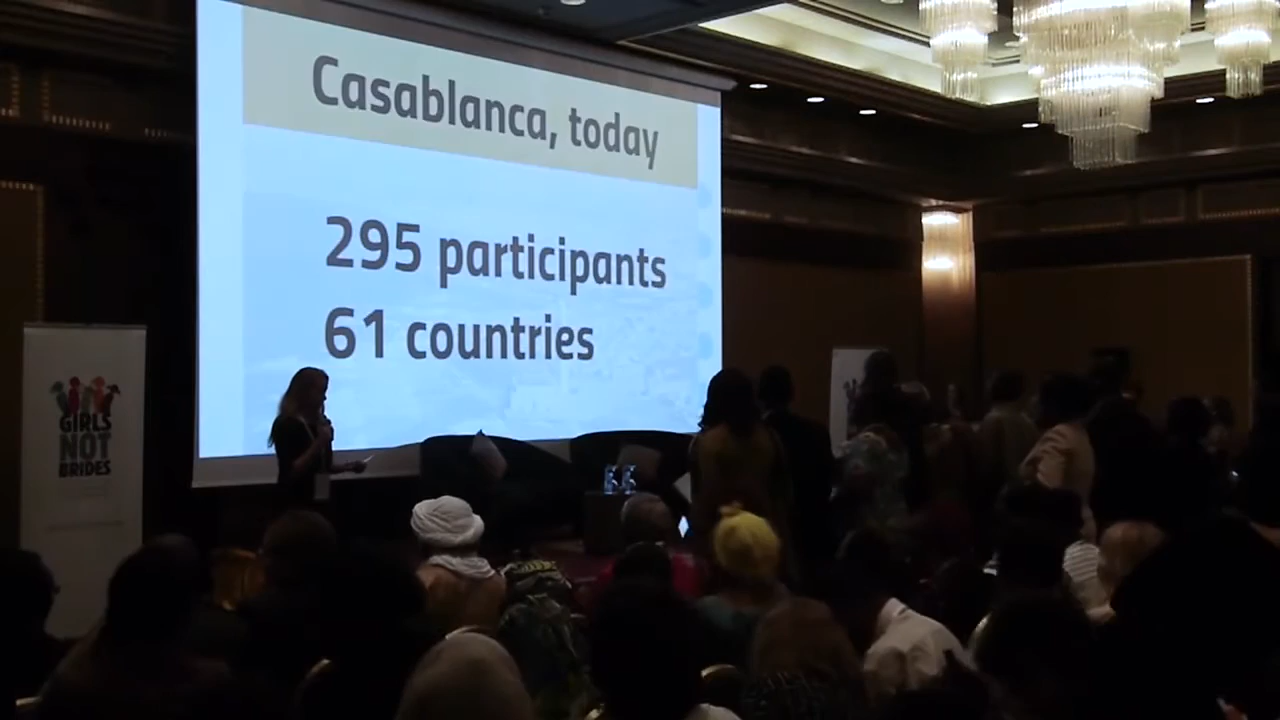 Casablanca, today
295 participants
61 countries
GIRLS
NOT
BRIDES